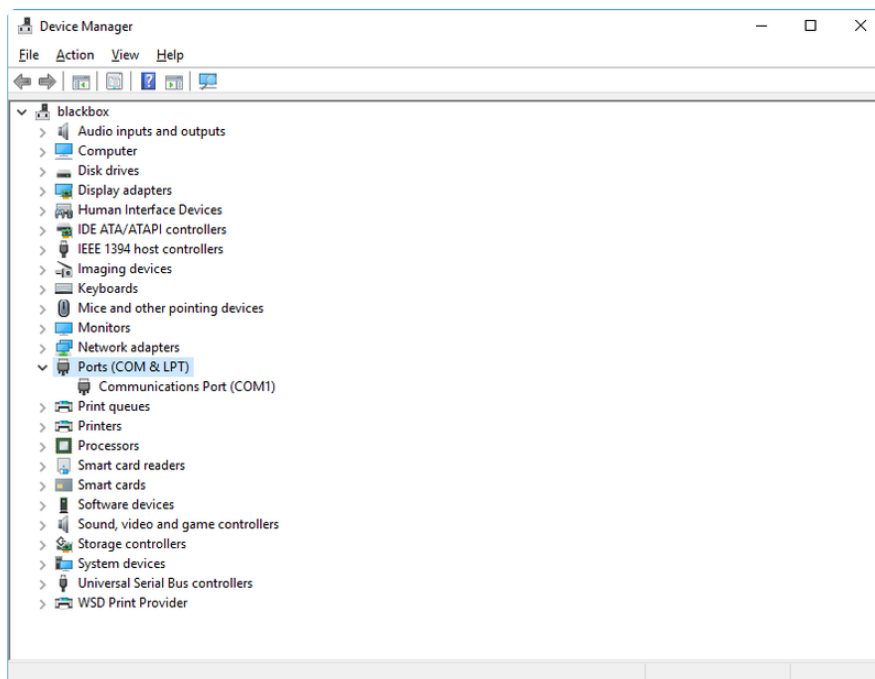 Device Manager
File Action View Help
blackbox
Audio inputs and outputs
Computer
Disk drives
Display adapters
Human Interface Devices
IDE ATA/ATAPI controllers
IEEE 1394 host controllers
Imaging devices
Keyboards
Mice and other pointing devices
Monitors
Network adapters
Ports (COM & LPT)
Communications Port (COM1)
Print queues
Printers
Processors
Smart card readers
Smart cards
Software devices
Sound, video and game controllers
Storage controllers
System devices
Universal Serial Bus controllers
WSD Print Provider